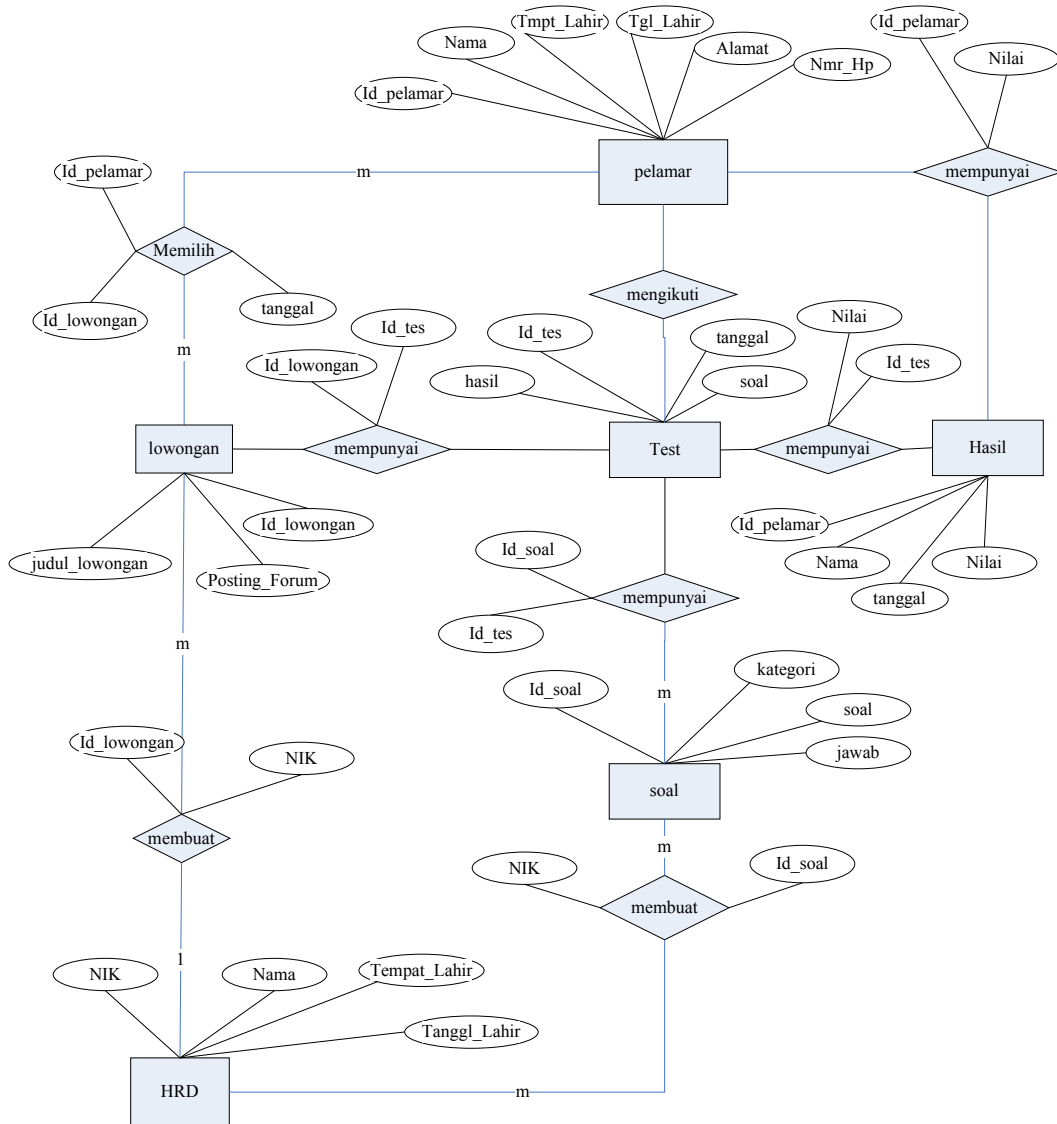 Tmpt_Lahir
Tgl_Lahir
Id_pelamar
Nama
Alamat
Nilai
Nmr_Hp
Id_pelamar
pelamar
mempunyai
Id_pelamar
m
Memilih
mengikuti
tanggal
Id_lowongan
Nilai
Id_tes
Id_tes
tanggal
m
Id_lowongan
Id_tes
hasil
soal
lowongan
mempunyai
Test
mempunyai
Hasil
Id_lowongan
Id_pelamar
judul_lowongan
Id_soal
Nama
Nilai
Posting_Forum
mempunyai
tanggal
Id_tes
m
kategori
m
Id_soal
soal
Id_lowongan
NIK
jawab
soal
membuat
m
NIK
Id_soal
membuat
l
NIK
Nama
Tempat_Lahir
Tanggl_Lahir
HRD
m